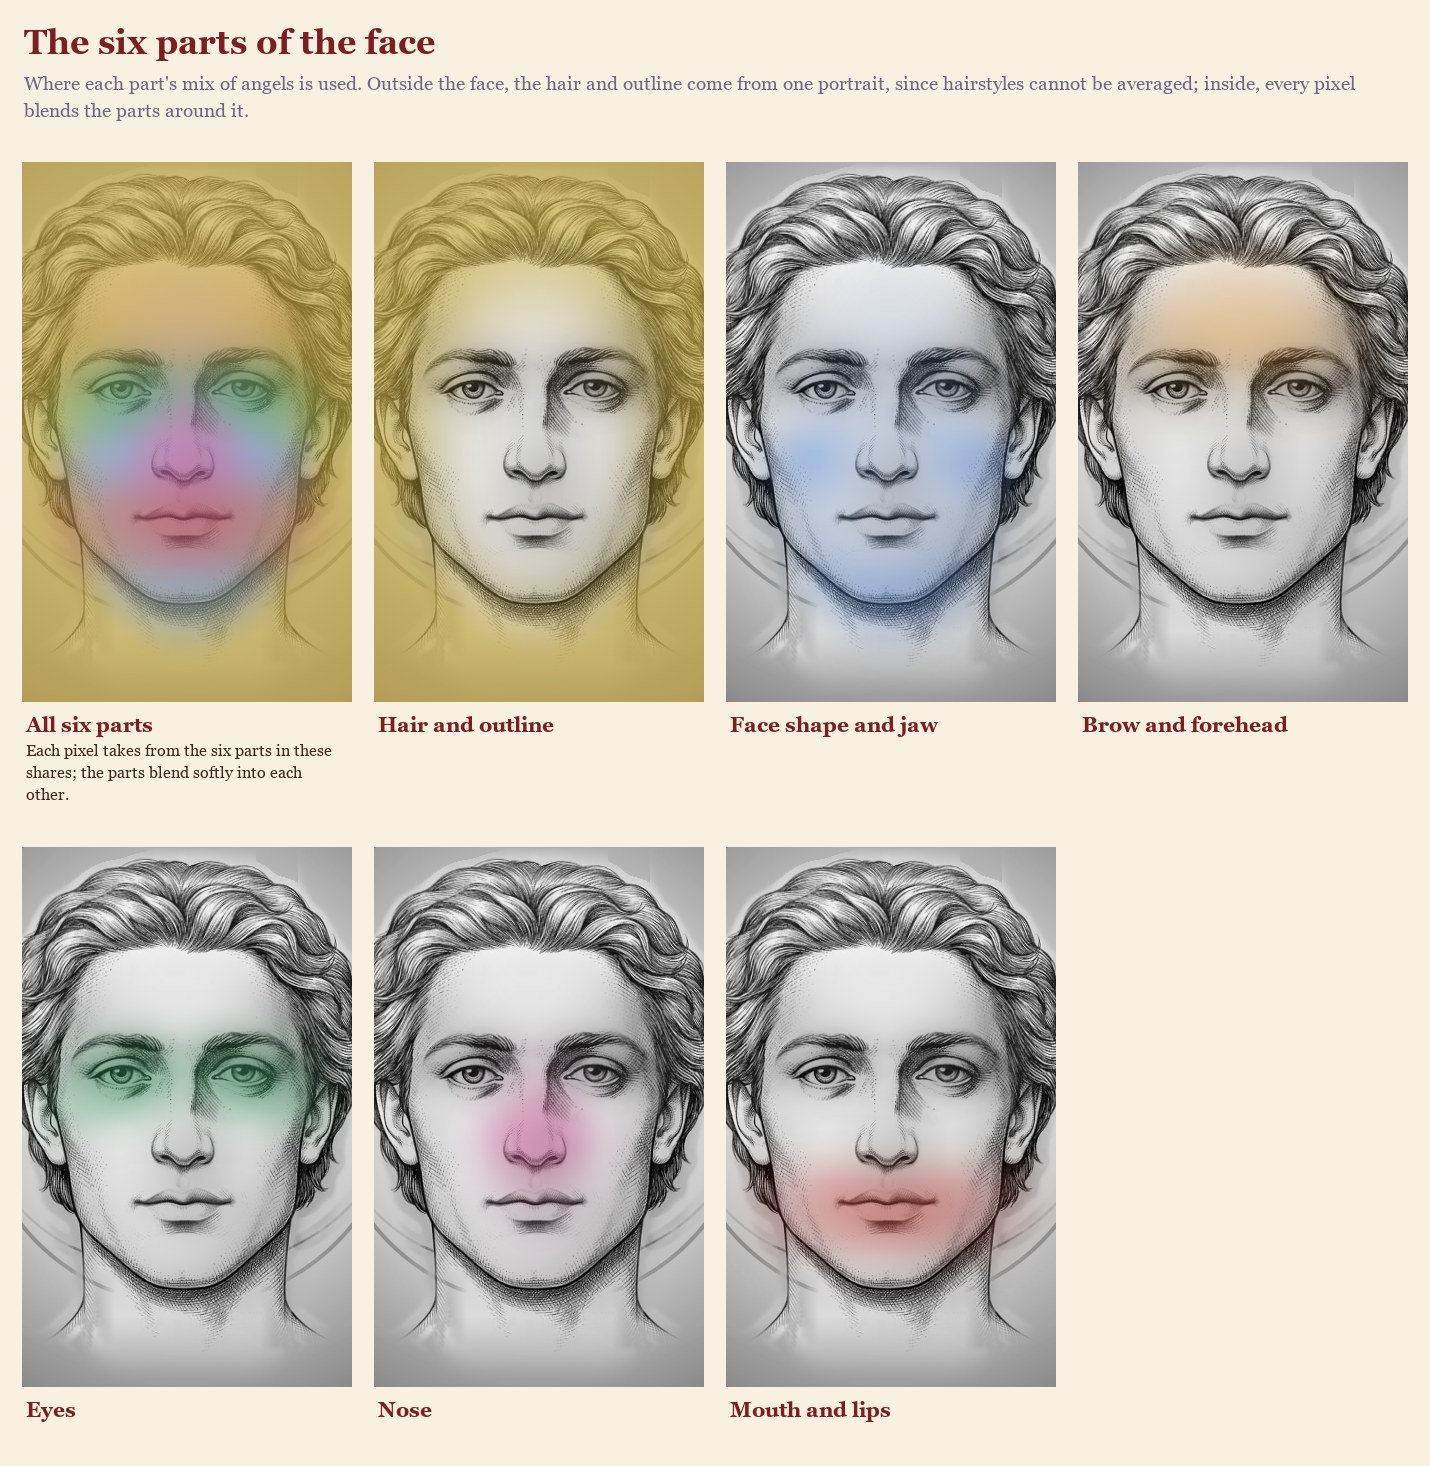 The six parts of the face
Where each part's mix of angels is used. Outside the face, the hair and outline come from one portrait, since hairstyles cannot be averaged; inside, every pixel
blends the parts around it.
All six parts
Each pixel takes from the six parts in these
shares; the parts blend softly into each
other.
Hair and outline
Face shape and jaw
Brow and forehead
Eyes
Nose
Mouth and lips